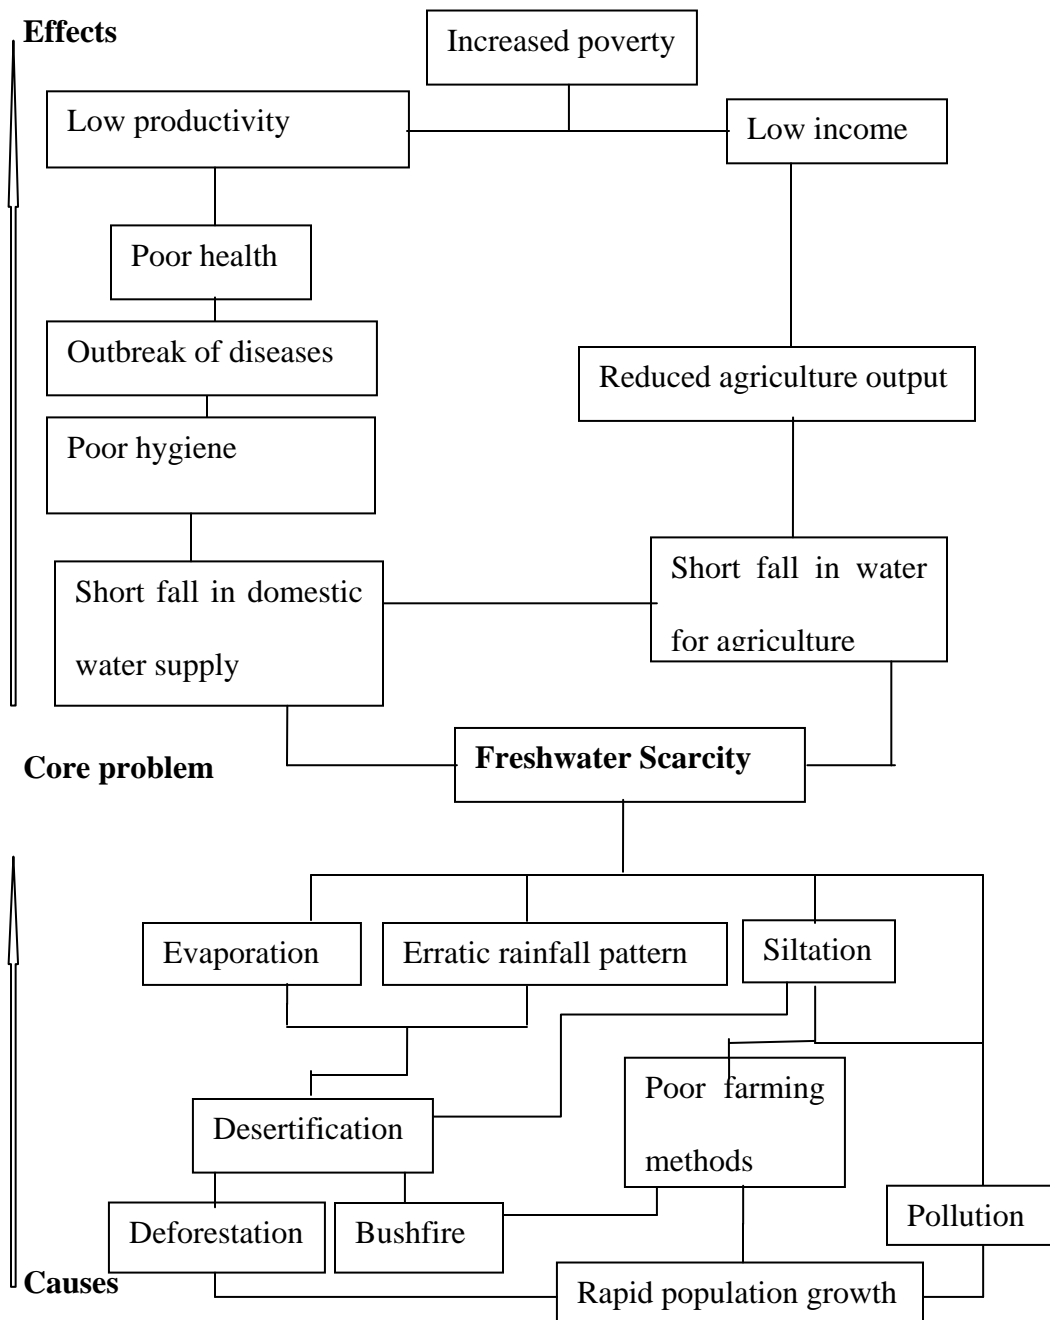 Effects
Increased poverty
Low productivity
Low income
Poor health
Outbreak of diseases
Reduced agriculture output
Poor hygiene
Short fall in domestic
water supply
Short fall in water
for agriculture
Core problem
Freshwater Scarcity
Evaporation
Erratic rainfall pattern
Siltation
Poor farming
methods
Desertification
Deforestation
Bushfire
Pollution
Causes
Rapid population growth